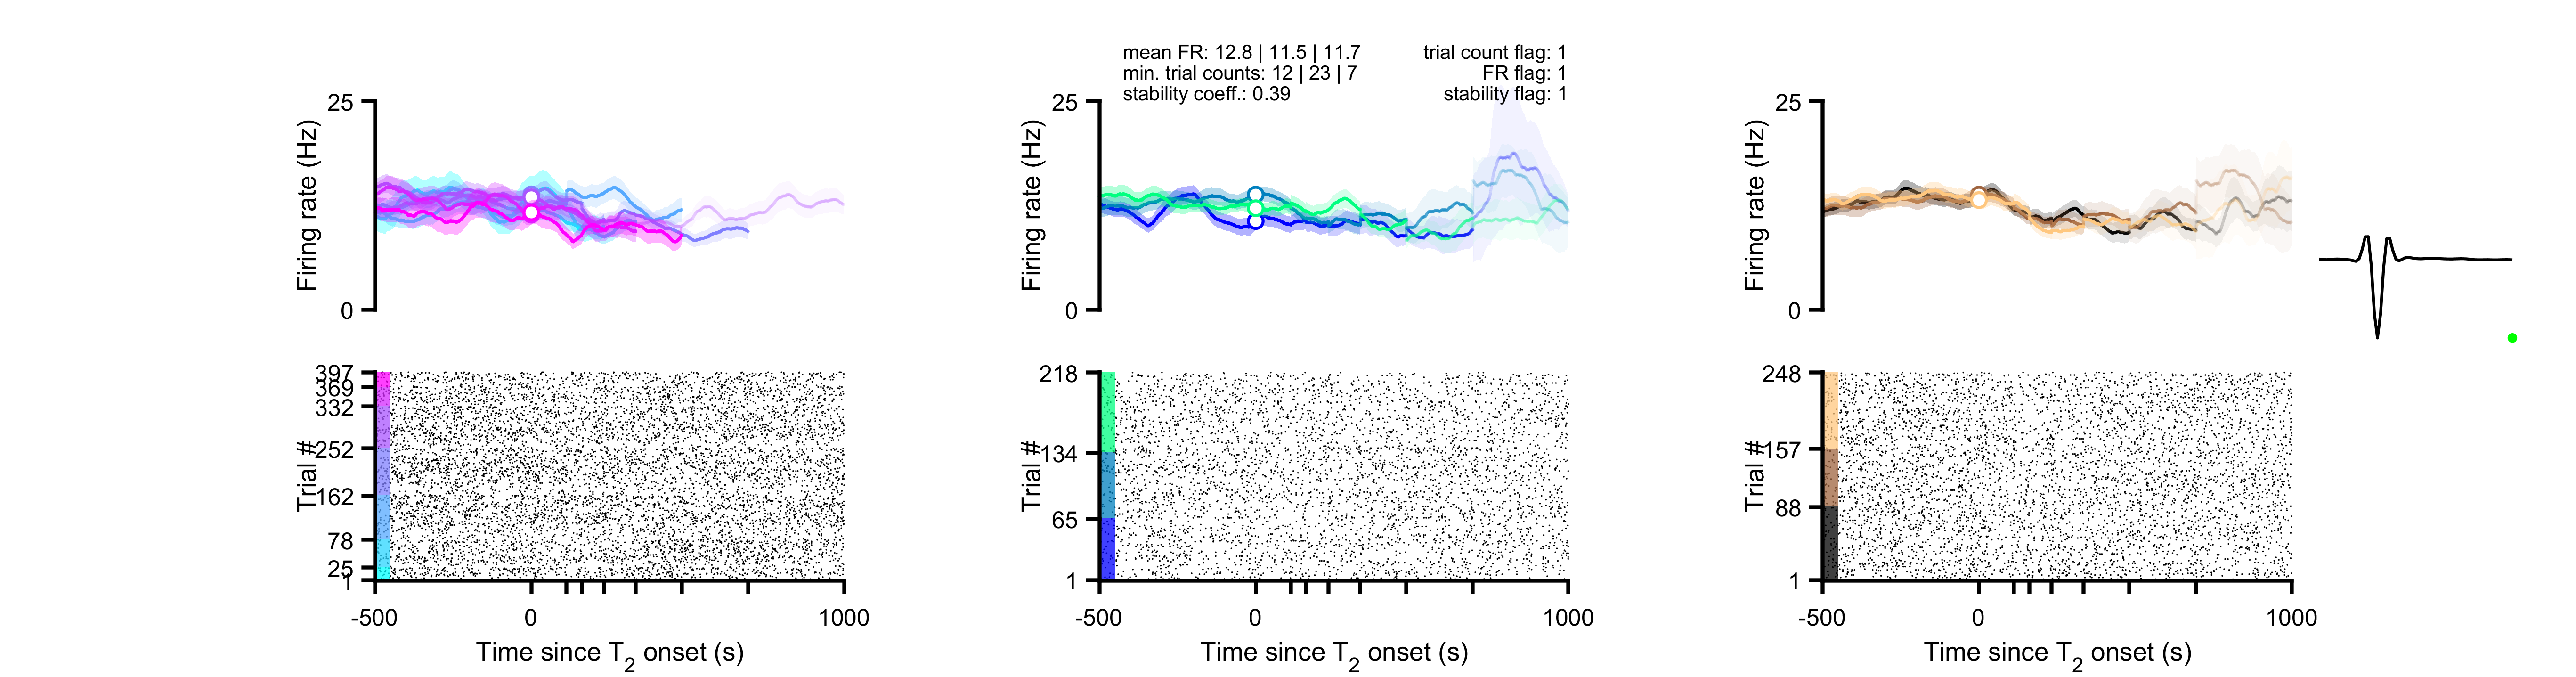 mean FR: 12.8 | 11.5 | 11.7
min. trial counts: 12 | 23 | 7
stability coeff.: 0.39
trial count flag: 1
FR flag: 1
stability flag: 1
25
Firing rate (Hz)
0
25
Firing rate (Hz)
0
25
Firing rate (Hz)
0
397
369
332
252
162
78
25
1
Trial #
-500
0
1000
Time since T2 onset (s)
218
134
65
1
Trial #
-500
0
1000
Time since T2 onset (s)
248
157
88
1
Trial #
-500
0
1000
Time since T2 onset (s)